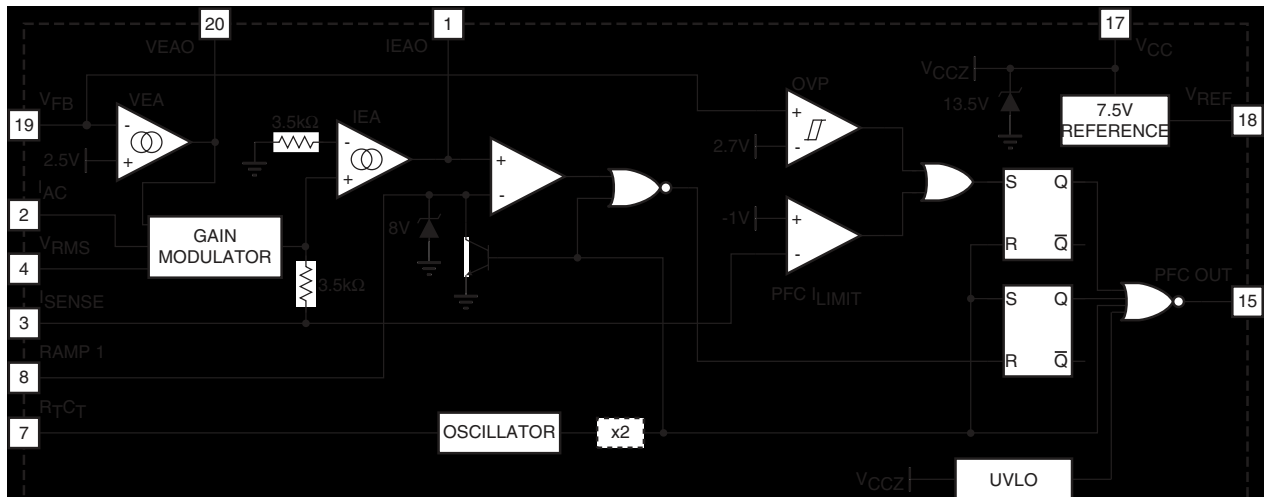 20
1
17
VEAO
IEAO
VCC
VFB
VEA
IEA
OVP
VCCZ
13.5V
7.5V
REFERENCE
VREF
19
18
3.5kΩ
-
+
-
+
+
-
+
-
2.5V
2.7V
IAC
2
8V
S
Q
R
Q
GAIN
MODULATOR
VRMS
4
-1V
+
-
3.5kΩ
ISENSE
3
PFC ILIMIT
S
Q
R
Q
PFC OUT
15
RAMP 1
8
RTCT
7
OSCILLATOR
x2
VCCZ
UVLO